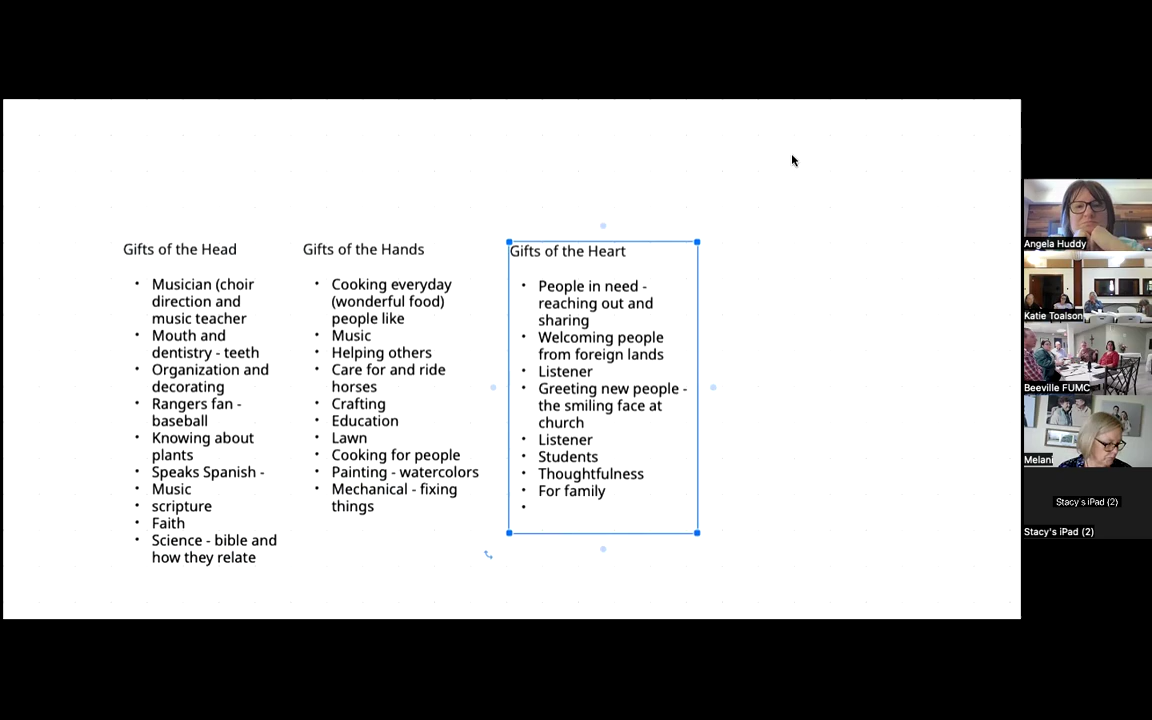 Gifts of the Head
• Musician (choir
direction and
music teacher
• Mouth and
dentistry - teeth
• Organization and
decorating
• Rangers fan -
baseball
• Knowing about
plants
• Speaks Spanish -
• Music
• scripture
• Faith
• Science - bible and
how they relate
Gifts of the Hands
• Cooking everyday
(wonderful food)
people like
• Music
• Helping others
• Care for and ride
horses
• Crafting
• Education
• Lawn
• Cooking for people
• Painting - watercolors
• Mechanical - fixing
things
Gifts of the Heart
• People in need -
reaching out and
sharing
• Welcoming people
from foreign lands
• Listener
• Greeting new people -
the smiling face at
church
• Listener
• Students
• Thoughtfulness
• For family
•
Angela Huddy
Katie Toalson
Beeville FUMC
Melani
Stacy's iPad (2)
Stacy's iPad (2)